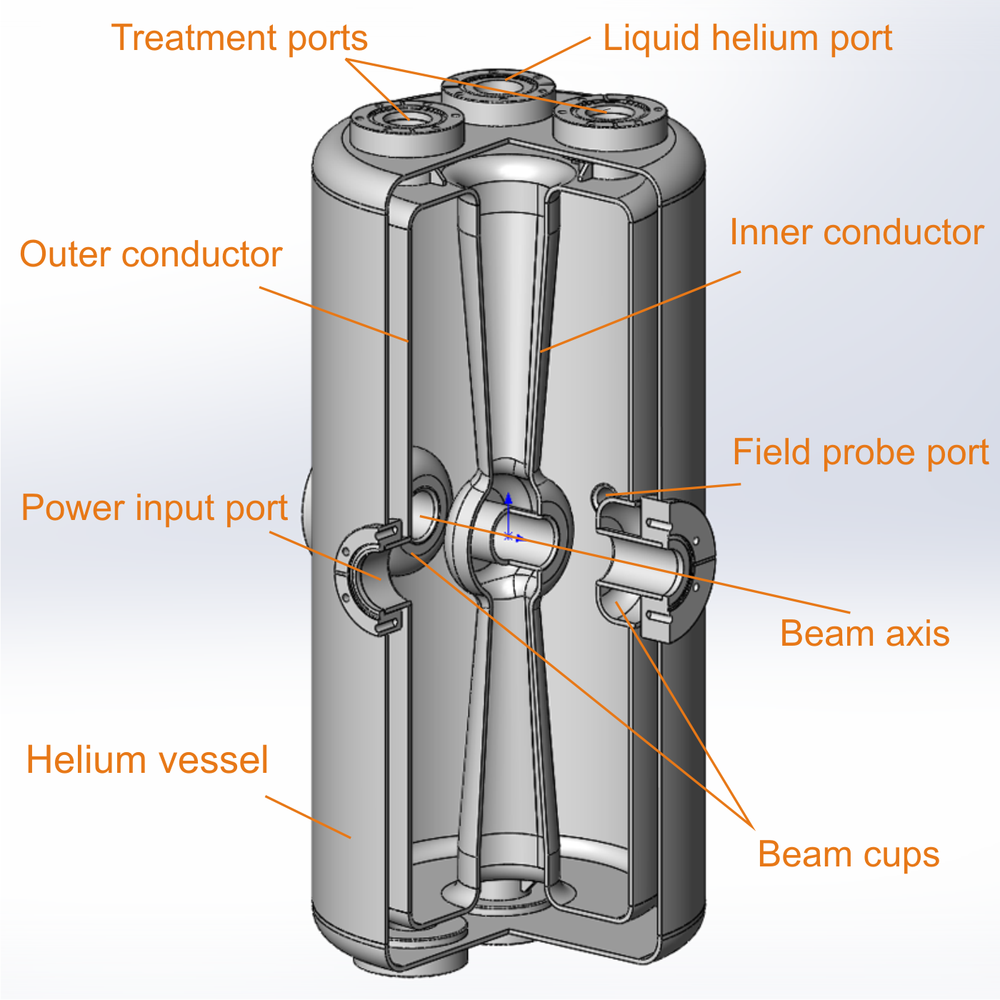 Treatment ports
Liquid helium port
Inner conductor
Outer conductor
Field probe port
Power input port
Beam axis
Helium vessel
Beam cups